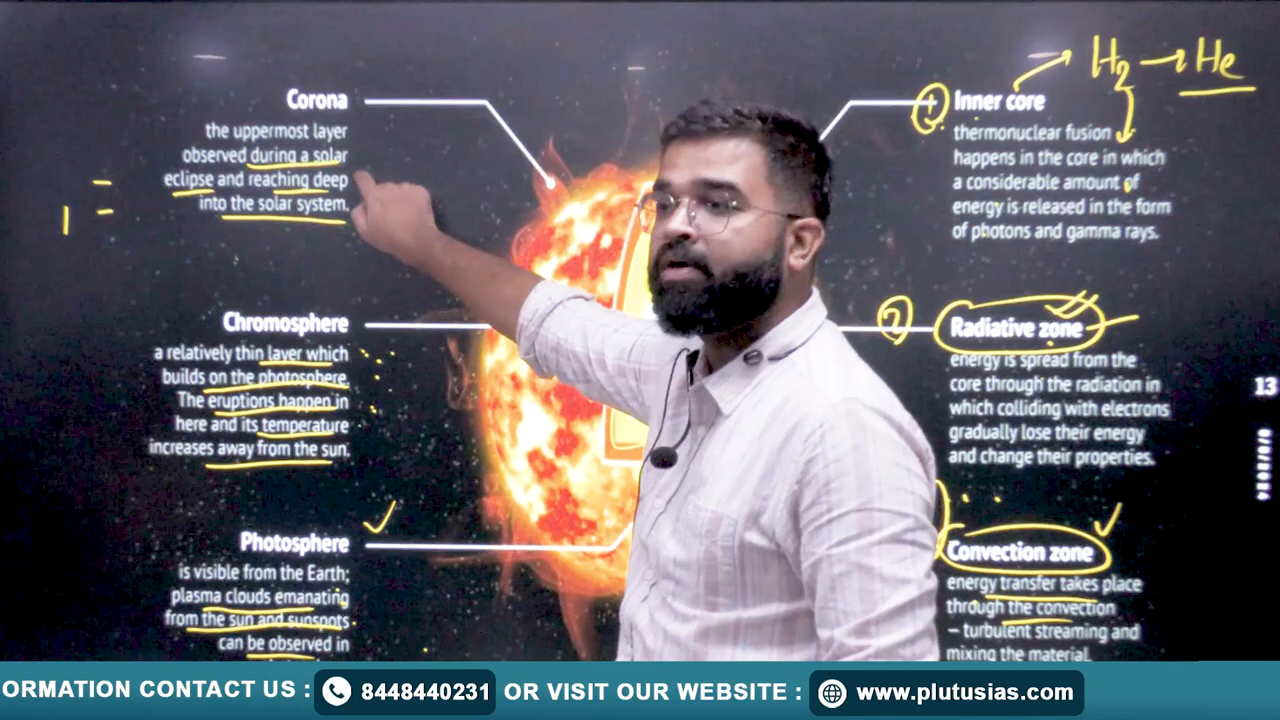 Corona
the uppermost layer
observed during a solar
eclipse and reaching deep
into the solar system.
Chromosphere
a relatively thin layer which
builds on the photosphere.
The eruptions happen in
here and its temperature
increases away from the sun.
Photosphere
is visible from the Earth;
plasma clouds emanating
from the sun and sunspots
can be observed in
H2 → He
1 Inner core
thermonuclear fusion
happens in the core in which
a considerable amount of
energy is released in the form
of photons and gamma rays.
2 Radiative zone
energy is spread from the
core through the radiation in
which colliding with electrons
gradually lose their energy
and change their properties.
Convection zone
energy transfer takes place
through the convection
– turbulent streaming and
mixing the material.
13
ORMATION CONTACT US : 8448440231 OR VISIT OUR WEBSITE : www.plutusias.com